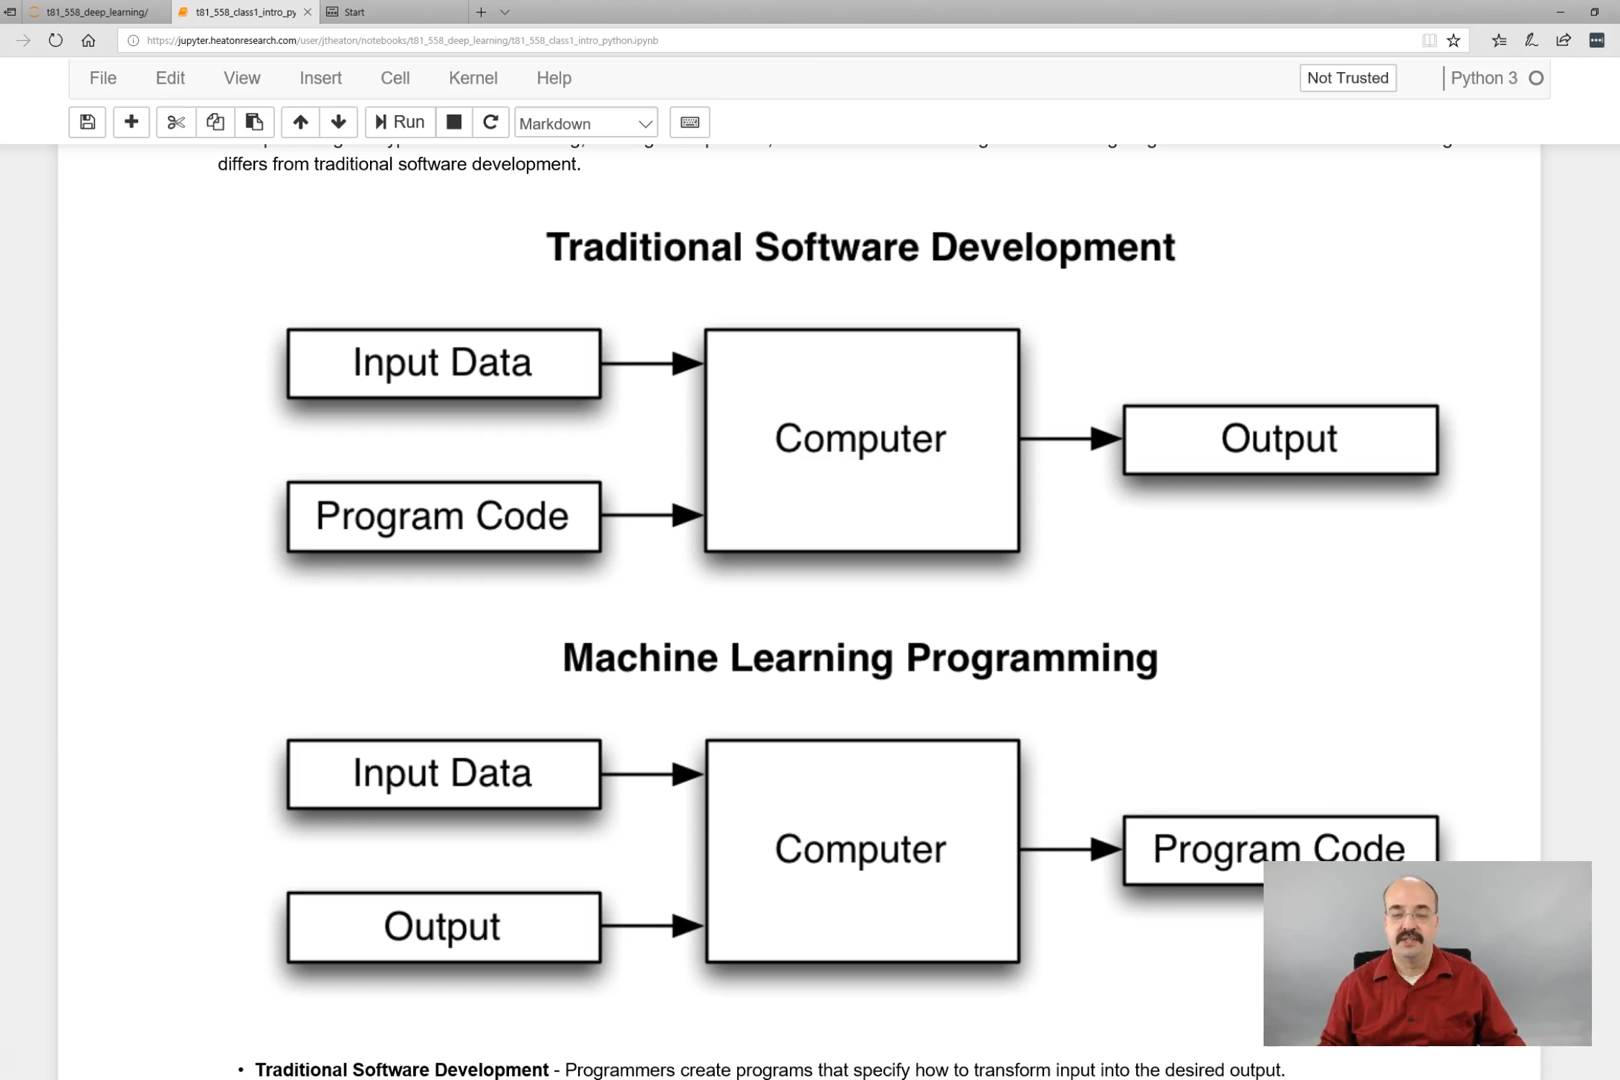 t81_558_deep_learning/
t81_558_class1_intro_py
Start
https://jupyter.heatonresearch.com/user/jtheaton/notebooks/t81_558_deep_learning/t81_558_class1_intro_python.ipynb
File Edit View Insert Cell Kernel Help
Not Trusted
Python 3
Run
Markdown
differs from traditional software development.
Traditional Software Development
Input Data
Computer
Output
Program Code
Machine Learning Programming
Input Data
Computer
Program Code
Output
• Traditional Software Development - Programmers create programs that specify how to transform input into the desired output.